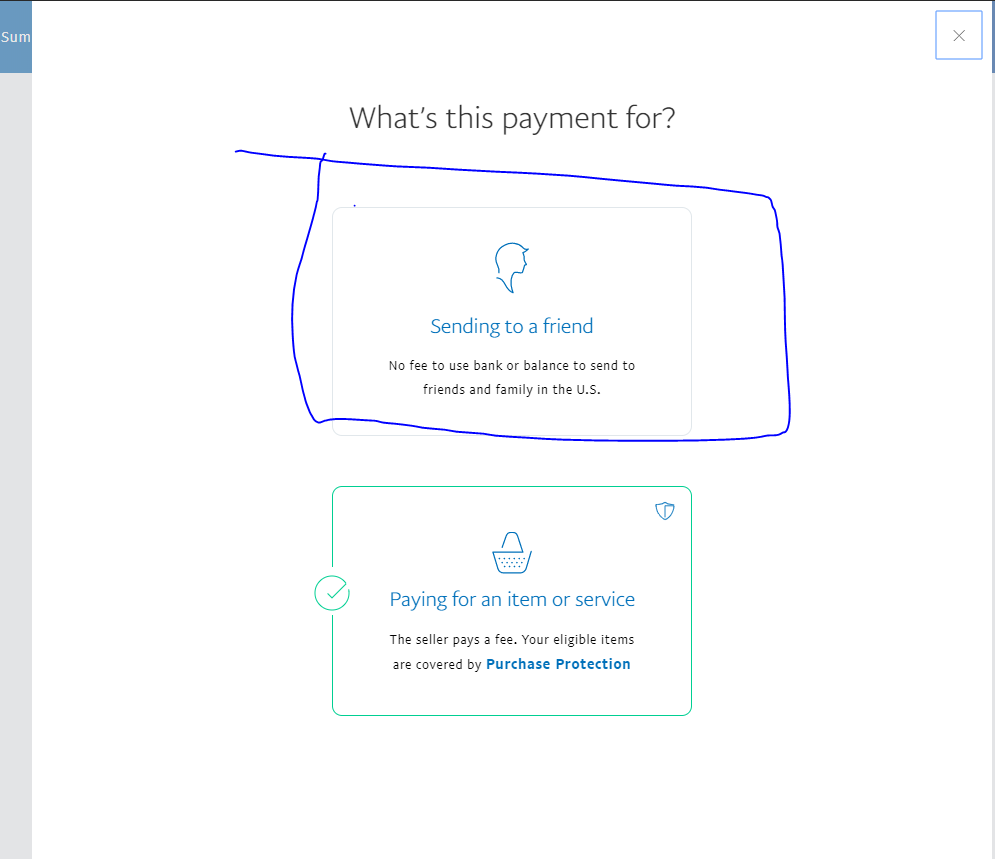 Sum
What's this payment for?
Sending to a friend
No fee to use bank or balance to send to
friends and family in the U.S.
Paying for an item or service
The seller pays a fee. Your eligible items
are covered by Purchase Protection